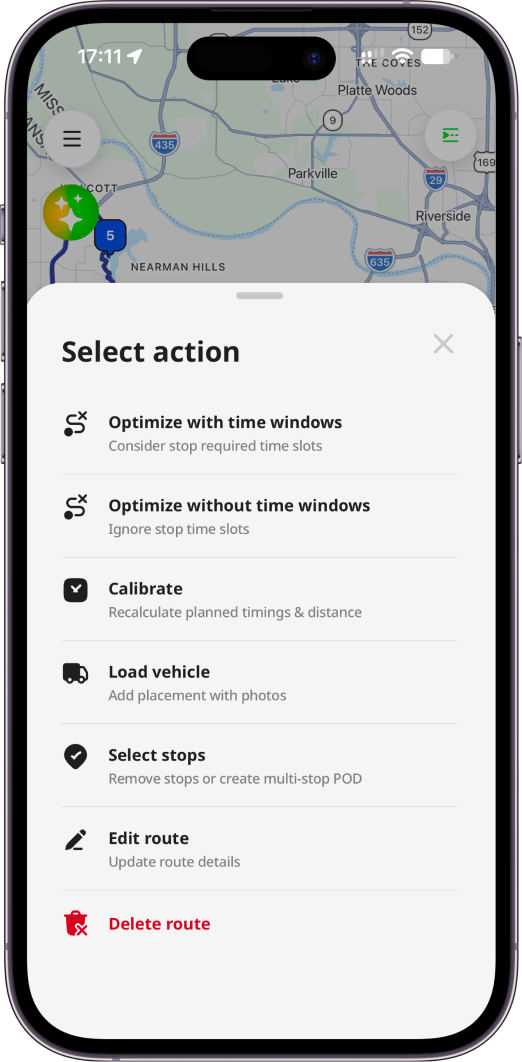 17:11
152
THE COVES
Platte Woods
9
435
169
Parkville
29
Riverside
5
635
NEARMAN HILLS
Select action
Optimize with time windows
Consider stop required time slots
Optimize without time windows
Ignore stop time slots
Calibrate
Recalculate planned timings & distance
Load vehicle
Add placement with photos
Select stops
Remove stops or create multi-stop POD
Edit route
Update route details
Delete route